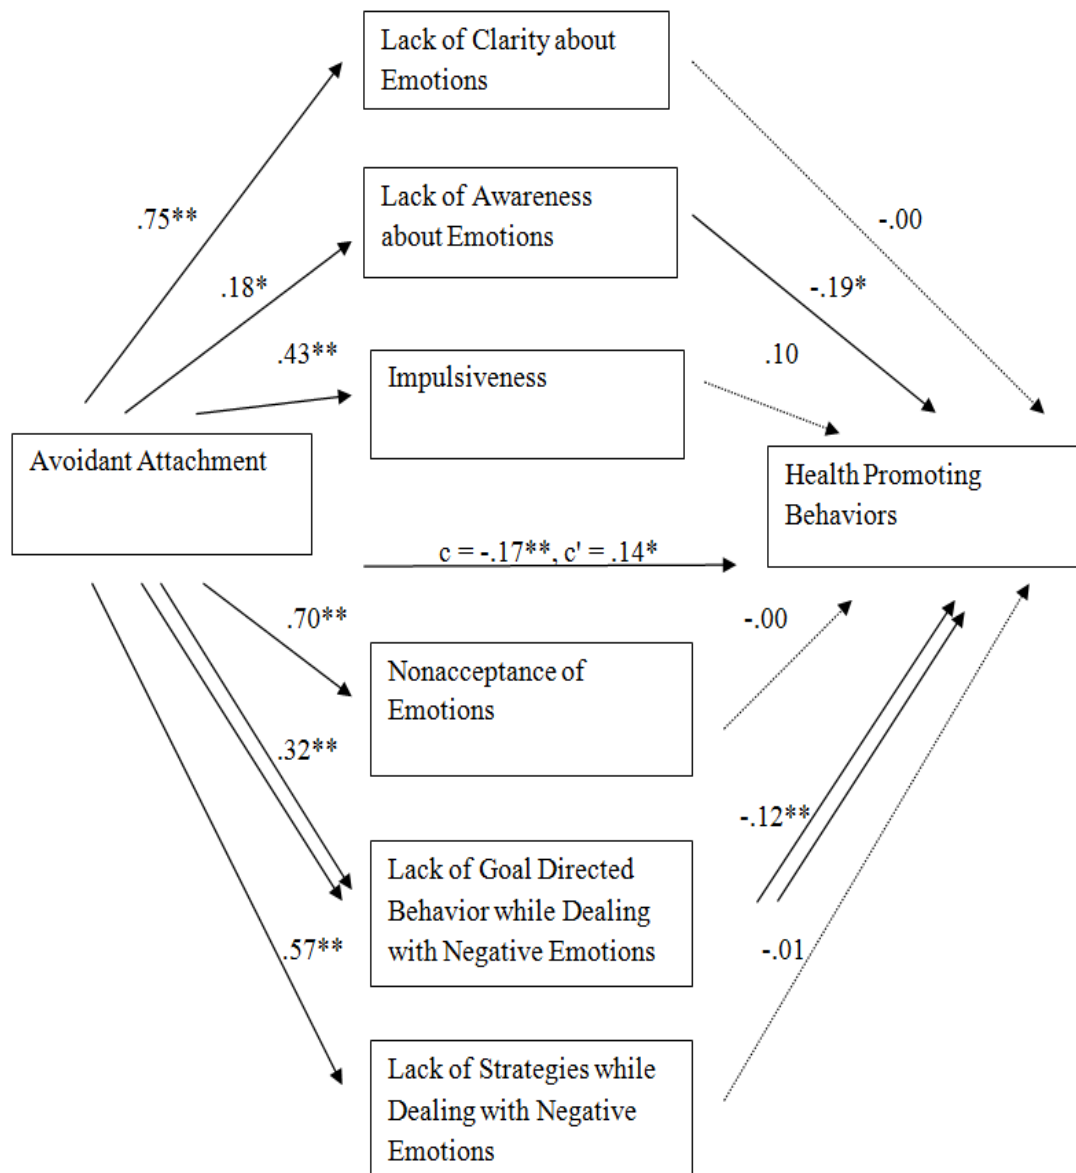 Lack of Clarity about
Emotions
.75**
Lack of Awareness
about Emotions
-.00
.18*
-.19*
.43**
Impulsiveness
.10
Avoidant Attachment
Health Promoting
Behaviors
c = -.17**, c' = .14*
.70**
Nonacceptance of
Emotions
-.00
.32**
-.12**
Lack of Goal Directed
Behavior while Dealing
with Negative Emotions
.57**
-.01
Lack of Strategies while
Dealing with Negative
Emotions